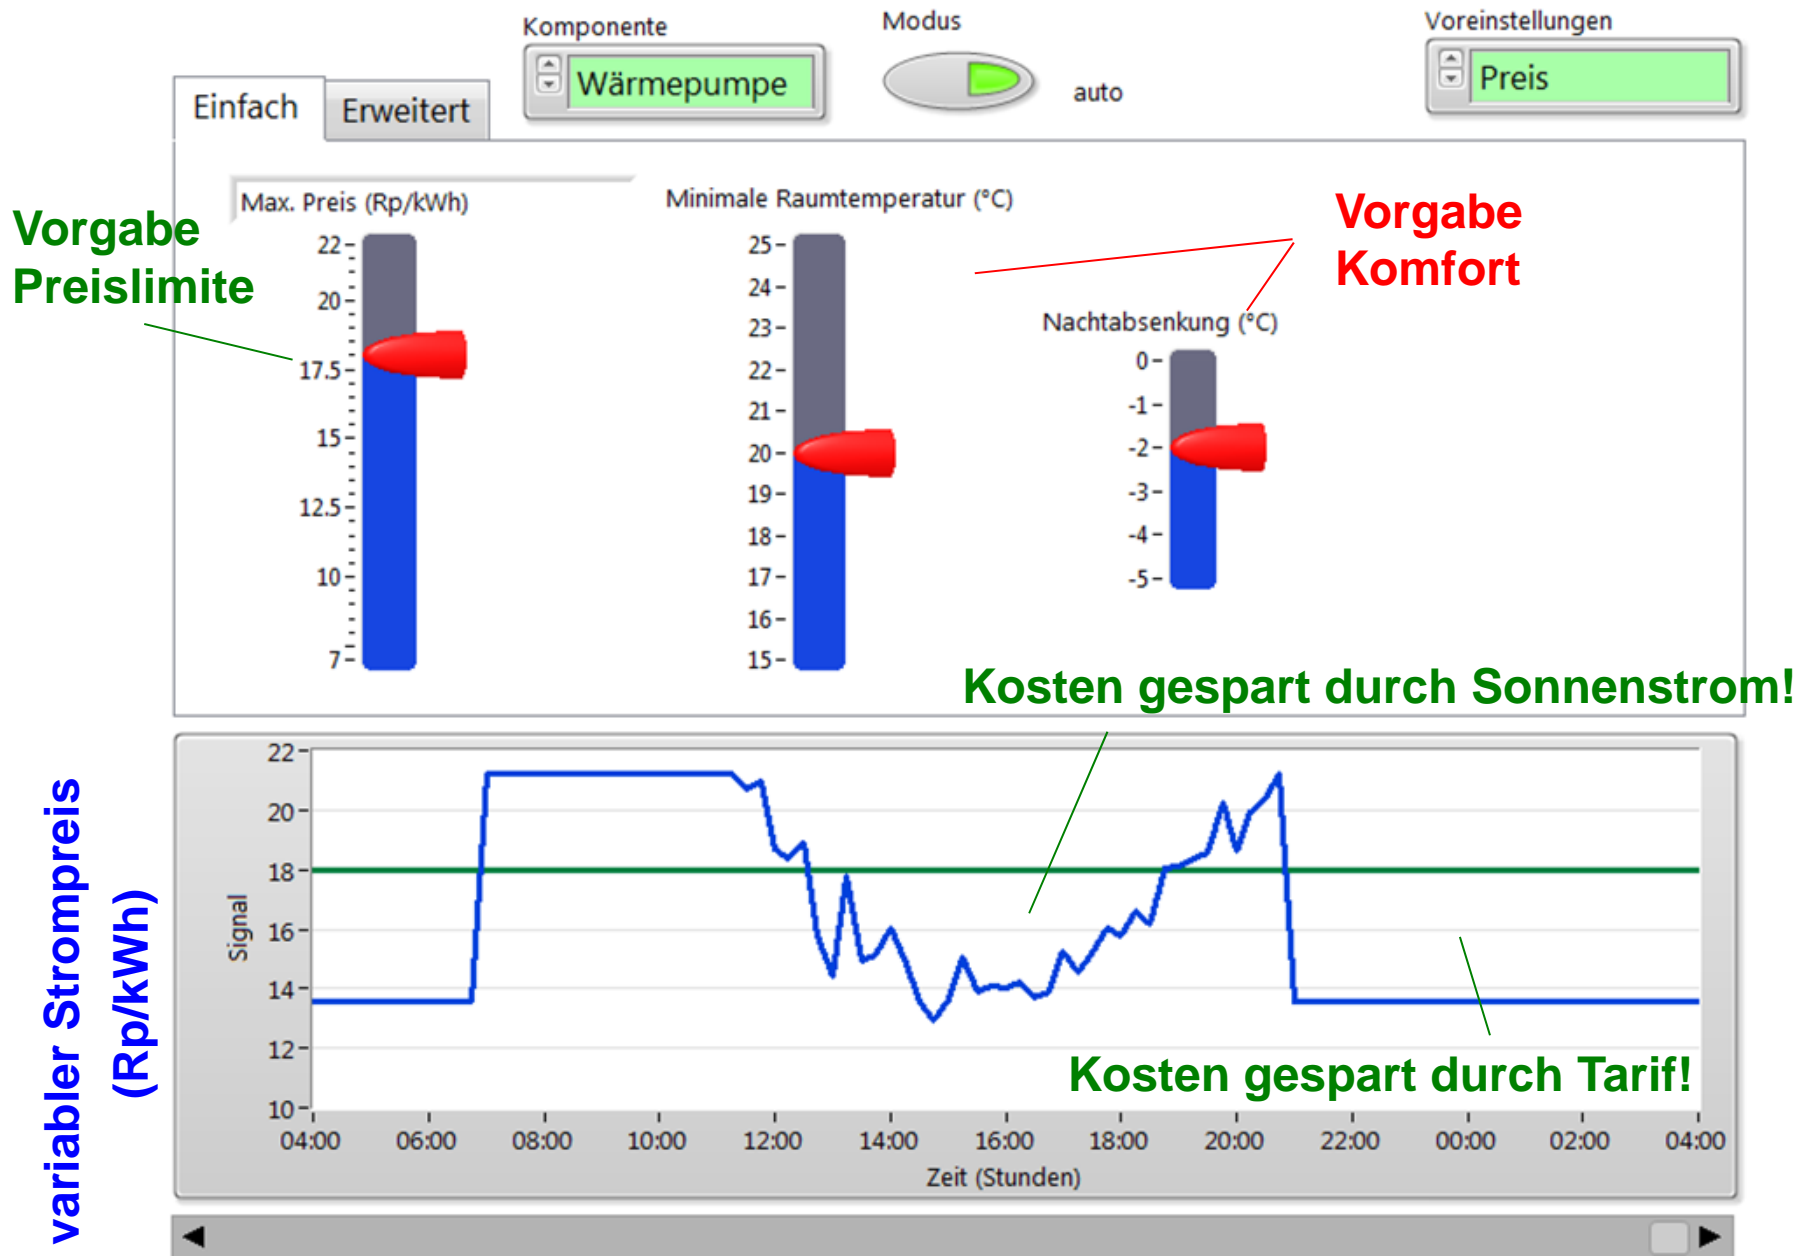 Komponente
Modus
Voreinstellungen
Wärmepumpe
auto
Preis
Einfach
Erweitert
Max. Preis (Rp/kWh)
Minimale Raumtemperatur (°C)
Vorgabe
Komfort
Vorgabe
Preislimite
22
20
17.5
15
12.5
10
7
25
24
23
22
21
20
19
18
17
16
15
Nachtabsenkung (°C)
0
-1
-2
-3
-4
-5
Kosten gespart durch Sonnenstrom!
variabler Strompreis
(Rp/kWh)
Signal
22
20
18
16
14
12
10
Kosten gespart durch Tarif!
04:00 06:00 08:00 10:00 12:00 14:00 16:00 18:00 20:00 22:00 00:00 02:00 04:00
Zeit (Stunden)